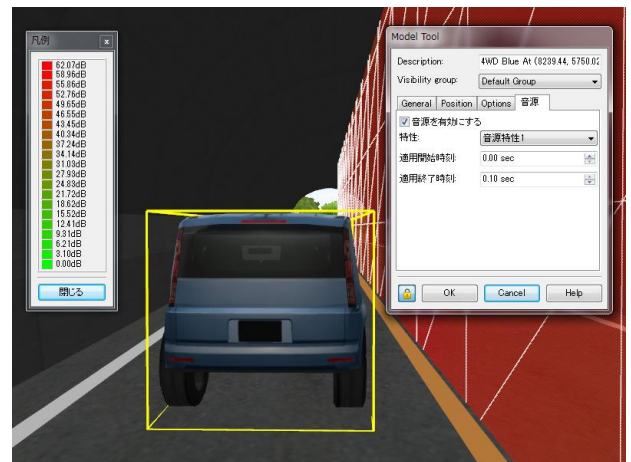 凡例
x
62.07dB
58.96dB
55.86dB
52.76dB
49.65dB
46.55dB
43.45dB
40.34dB
37.24dB
34.14dB
31.03dB
27.93dB
24.83dB
21.72dB
18.62dB
15.52dB
12.41dB
9.31dB
6.21dB
3.10dB
0.00dB
閉じる
Model Tool
x
Description: 4WD Blue At (8239.44, 5750.02
Visibility group: Default Group
General Position Options 音源
音源を有効にする
特性: 音源特性1
適用開始時刻: 0.00 sec
適用終了時刻: 0.10 sec
OK Cancel Help